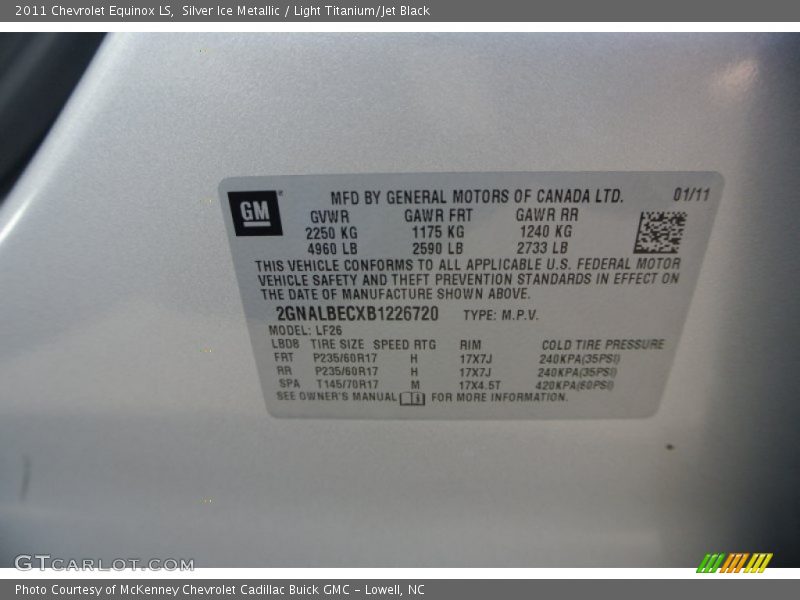 2011 Chevrolet Equinox LS,  Silver Ice Metallic / Light Titanium/Jet Black
GM
MFD BY GENERAL MOTORS OF CANADA LTD. 01/11
GVWR GAWR FRT GAWR RR
2250 KG 1175 KG 1240 KG
4960 LB 2590 LB 2733 LB
THIS VEHICLE CONFORMS TO ALL APPLICABLE U.S. FEDERAL MOTOR
VEHICLE SAFETY AND THEFT PREVENTION STANDARDS IN EFFECT ON
THE DATE OF MANUFACTURE SHOWN ABOVE.
2GNALBECXB1226720 TYPE: M.P.V.
MODEL: LF26
LBDB TIRE SIZE SPEED RTG RIM COLD TIRE PRESSURE
FRT P235/60R17 H 17X7J 240KPA(35PSI)
RR P235/60R17 H 17X7J 240KPA(35PSI)
SPA T145/70R17 M 17X4.5T 420KPA(60PSI)
SEE OWNER'S MANUAL FOR MORE INFORMATION.
GTCARLOT.COM
Photo Courtesy of McKenney Chevrolet Cadillac Buick GMC - Lowell, NC